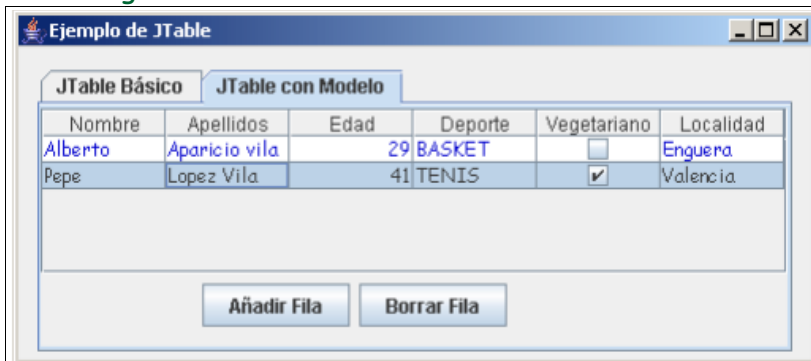 Ejemplo de JTable
JTable Básico JTable con Modelo
Nombre Apellidos Edad Deporte Vegetariano Localidad
Alberto Aparicio vila 29 BASKET Enguera
Pepe Lopez Vila 41 TENIS Valencia
Añadir Fila Borrar Fila